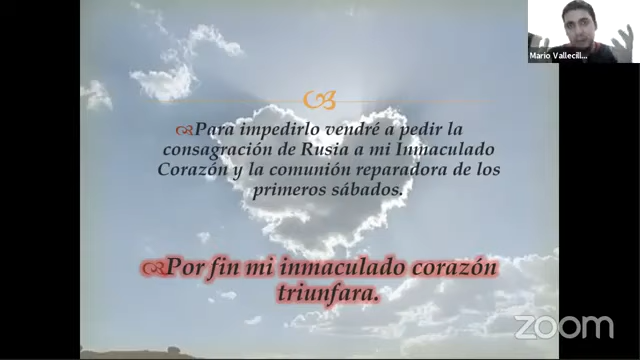 Mario Vallecill...
Para impedirlo vendré a pedir la
consagración de Rusia a mi Inmaculado
Corazón y la comunión reparadora de los
primeros sábados.
Por fin mi inmaculado corazón
triunfara.
zoom